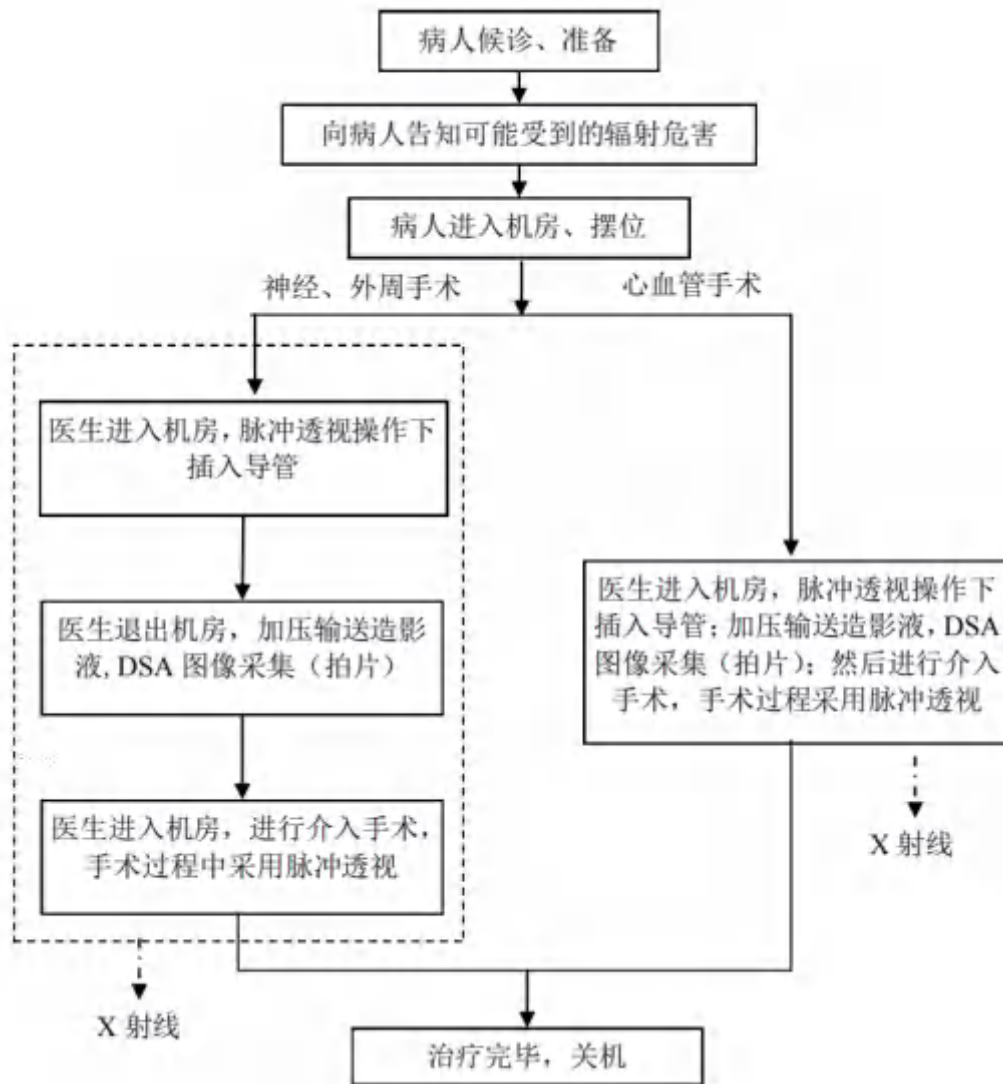 病人候诊、准备
向病人告知可能受到的辐射危害
病人进入机房、摆位
神经、外周手术
心血管手术
医生进入机房，脉冲透视操作下
插入导管
医生退出机房，加压输送造影
液, DSA 图像采集（拍片）
医生进入机房，进行介入手术，
手术过程中采用脉冲透视
X 射线
医生进入机房，脉冲透视操作下
插入导管；加压输送造影液，DSA
图像采集（拍片）；然后进行介入
手术，手术过程采用脉冲透视
X 射线
治疗完毕，关机